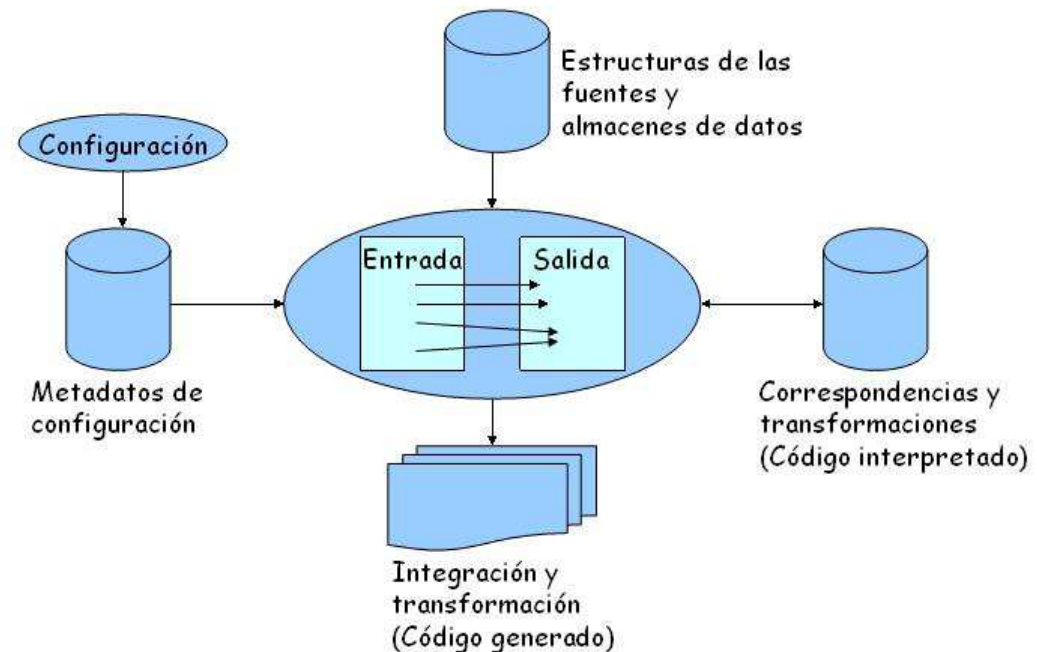 Estructuras de las
fuentes y
almacenes de datos
Configuración
Entrada
Salida
Metadatos de
configuración
Correspondencias y
transformaciones
(Código interpretado)
Integración y
transformación
(Código generado)